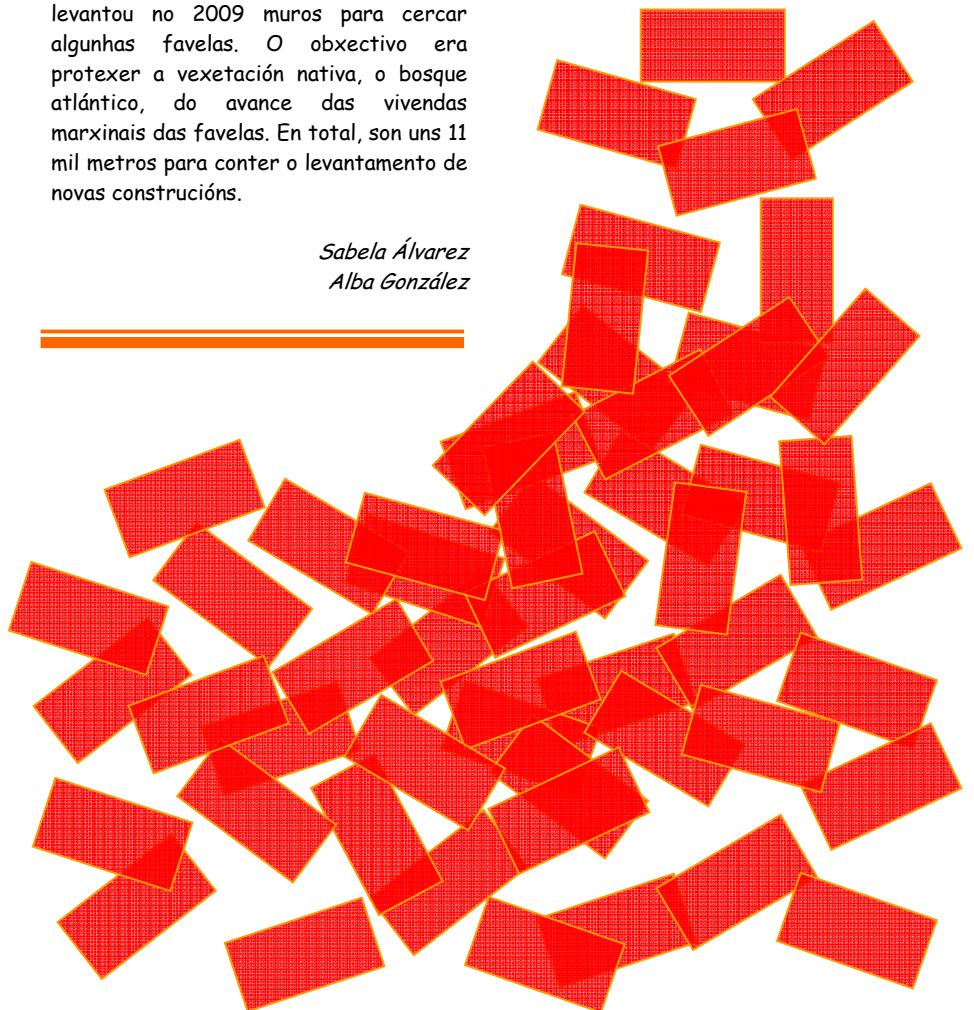 levantou no 2009 muros para cercar
algunhas favelas. O obxectivo era
protexer a vexetación nativa, o bosque
atlántico, do avance das vivendas
marxinais das favelas. En total, son uns 11
mil metros para conter o levantamento de
novas construcións.
Sabela Álvarez
Alba González